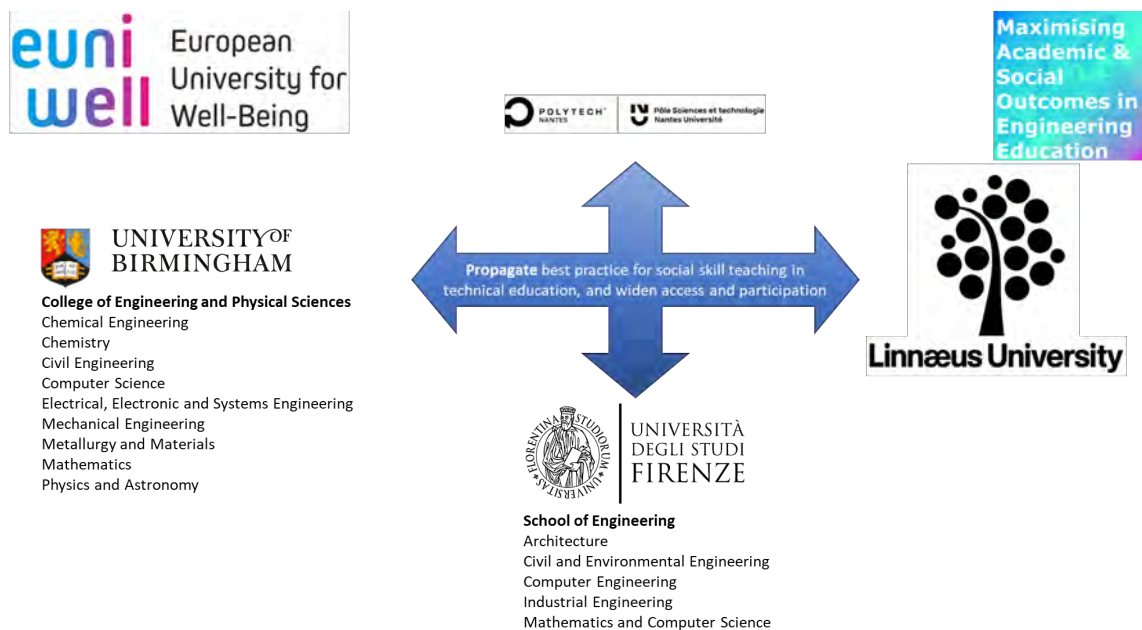 euni
well
European
University for
Well-Being
POLYTECH'
NANTES
Pôle Sciences et technologie
Nantes Université
Maximising
Academic &
Social
Outcomes in
Engineering
Education
UNIVERSITYOF
BIRMINGHAM
College of Engineering and Physical Sciences
Chemical Engineering
Chemistry
Civil Engineering
Computer Science
Electrical, Electronic and Systems Engineering
Mechanical Engineering
Metallurgy and Materials
Mathematics
Physics and Astronomy
Propagate best practice for social skill teaching in
technical education, and widen access and participation
Linnæus University
FLORENTINA STUDIORUM UNIVERSITAS
UNIVERSITÀ
DEGLI STUDI
FIRENZE
School of Engineering
Architecture
Civil and Environmental Engineering
Computer Engineering
Industrial Engineering
Mathematics and Computer Science